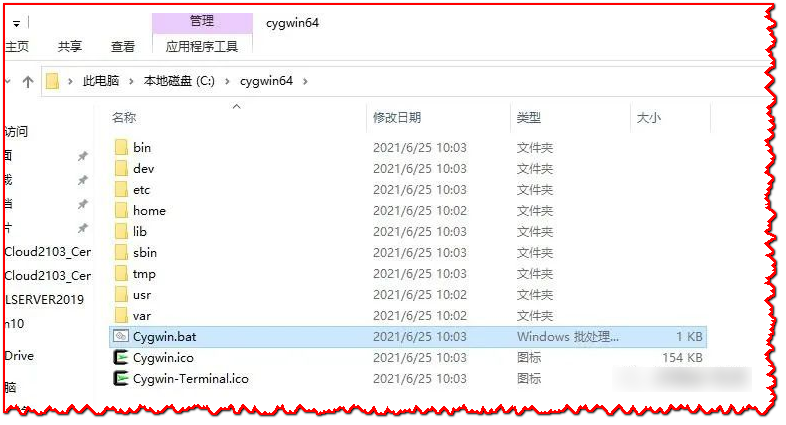 管理
cygwin64
主页 共享 查看 应用程序工具
此电脑 本地磁盘 (C:) cygwin64
名称 修改日期 类型 大小
访问
bin 2021/6/25 10:03 文件夹
面
dev 2021/6/25 10:03 文件夹
载
etc 2021/6/25 10:03 文件夹
档
home 2021/6/25 10:02 文件夹
片
lib 2021/6/25 10:03 文件夹
Cloud2103_Cer
sbin 2021/6/25 10:03 文件夹
Cloud2103_Cer
tmp 2021/6/25 10:03 文件夹
LSERVER2019
usr 2021/6/25 10:02 文件夹
n10
var 2021/6/25 10:02 文件夹
Cygwin.bat 2021/6/25 10:03 Windows 批处理... 1 KB
Drive
Cygwin.ico 2021/6/25 10:03 图标 154 KB
脑
Cygwin-Terminal.ico 2021/6/25 10:03 图标